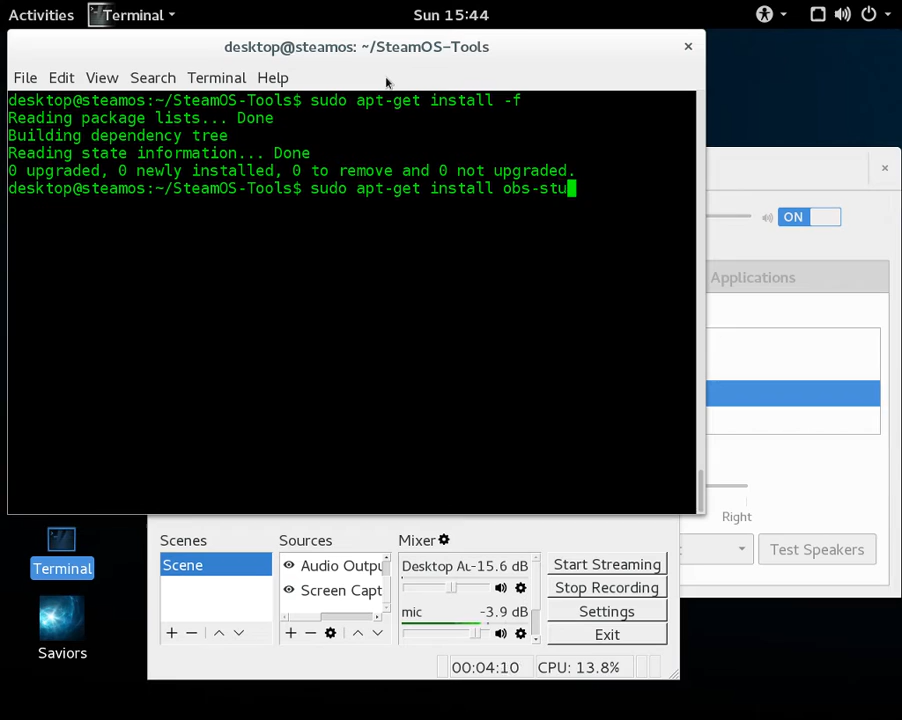 Activities Terminal Sun 15:44
desktop@steamos: ~/SteamOS-Tools
File Edit View Search Terminal Help
desktop@steamos:~/SteamOS-Tools$ sudo apt-get install -f
Reading package lists... Done
Building dependency tree
Reading state information... Done
0 upgraded, 0 newly installed, 0 to remove and 0 not upgraded.
desktop@steamos:~/SteamOS-Tools$ sudo apt-get install obs-stu
ON
Applications
Right
Test Speakers
Terminal
Saviors
Scenes Sources Mixer
Scene
Audio Outpu
Screen Capt
Desktop Au -15.6 dB
mic -3.9 dB
Start Streaming
Stop Recording
Settings
Exit
00:04:10 CPU: 13.8%